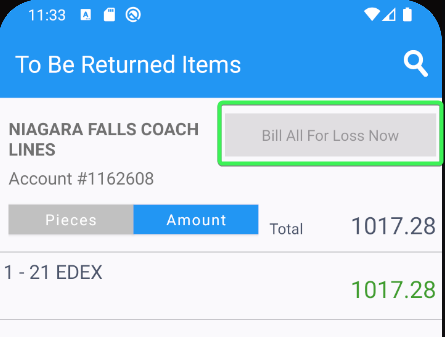 11:33
To Be Returned Items
NIAGARA FALLS COACH
LINES
Bill All For Loss Now
Account #1162608
Pieces Amount Total 1017.28
1 - 21 EDEX
1017.28